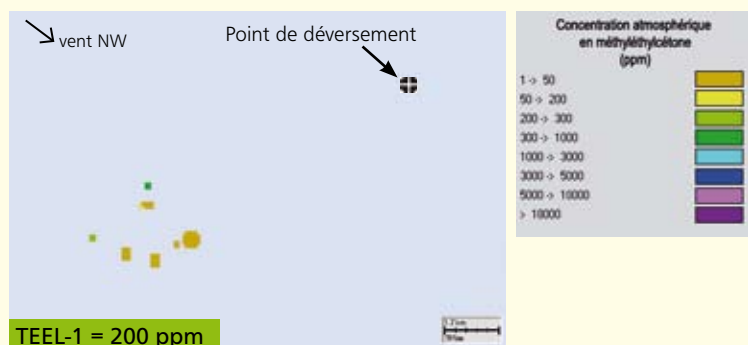 vent NW
Point de déversement
TEEL-1 = 200 ppm
Concentration atmosphérique
en méthyléthylcétone
(ppm)
1 -> 50
50 -> 200
200 -> 300
300 -> 1000
1000 -> 3000
3000 -> 5000
5000 -> 10000
> 10000